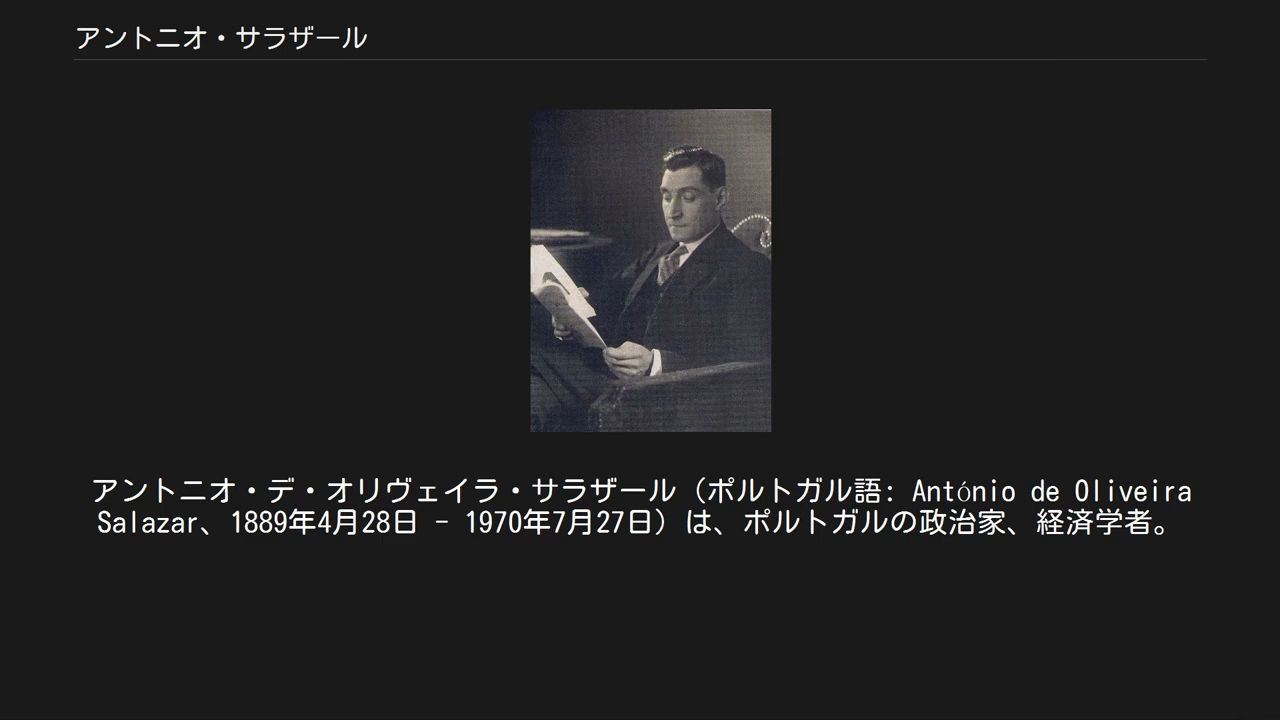 アントニオ・サラザール
アントニオ・デ・オリヴェイラ・サラザール（ポルトガル語: António de Oliveira
Salazar、1889年4月28日 - 1970年7月27日）は、ポルトガルの政治家、経済学者。